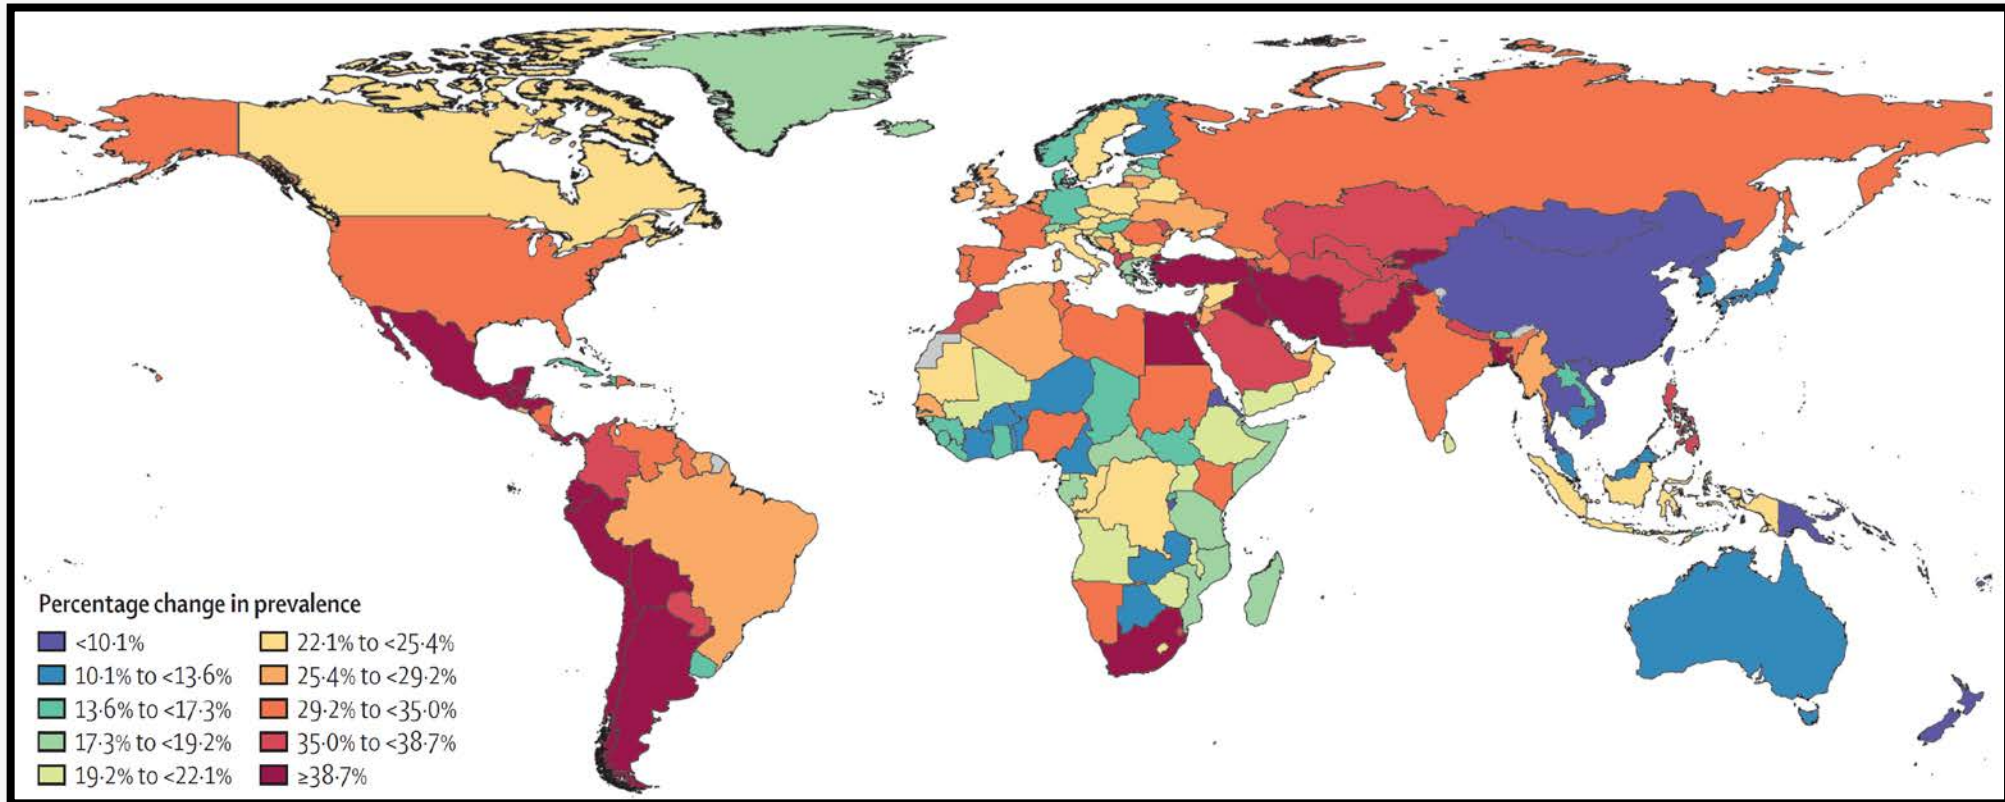 Percentage change in prevalence
<10·1%
10·1% to <13·6%
13·6% to <17·3%
17·3% to <19·2%
19·2% to <22·1%
22·1% to <25·4%
25·4% to <29·2%
29·2% to <35·0%
35·0% to <38·7%
≥38·7%